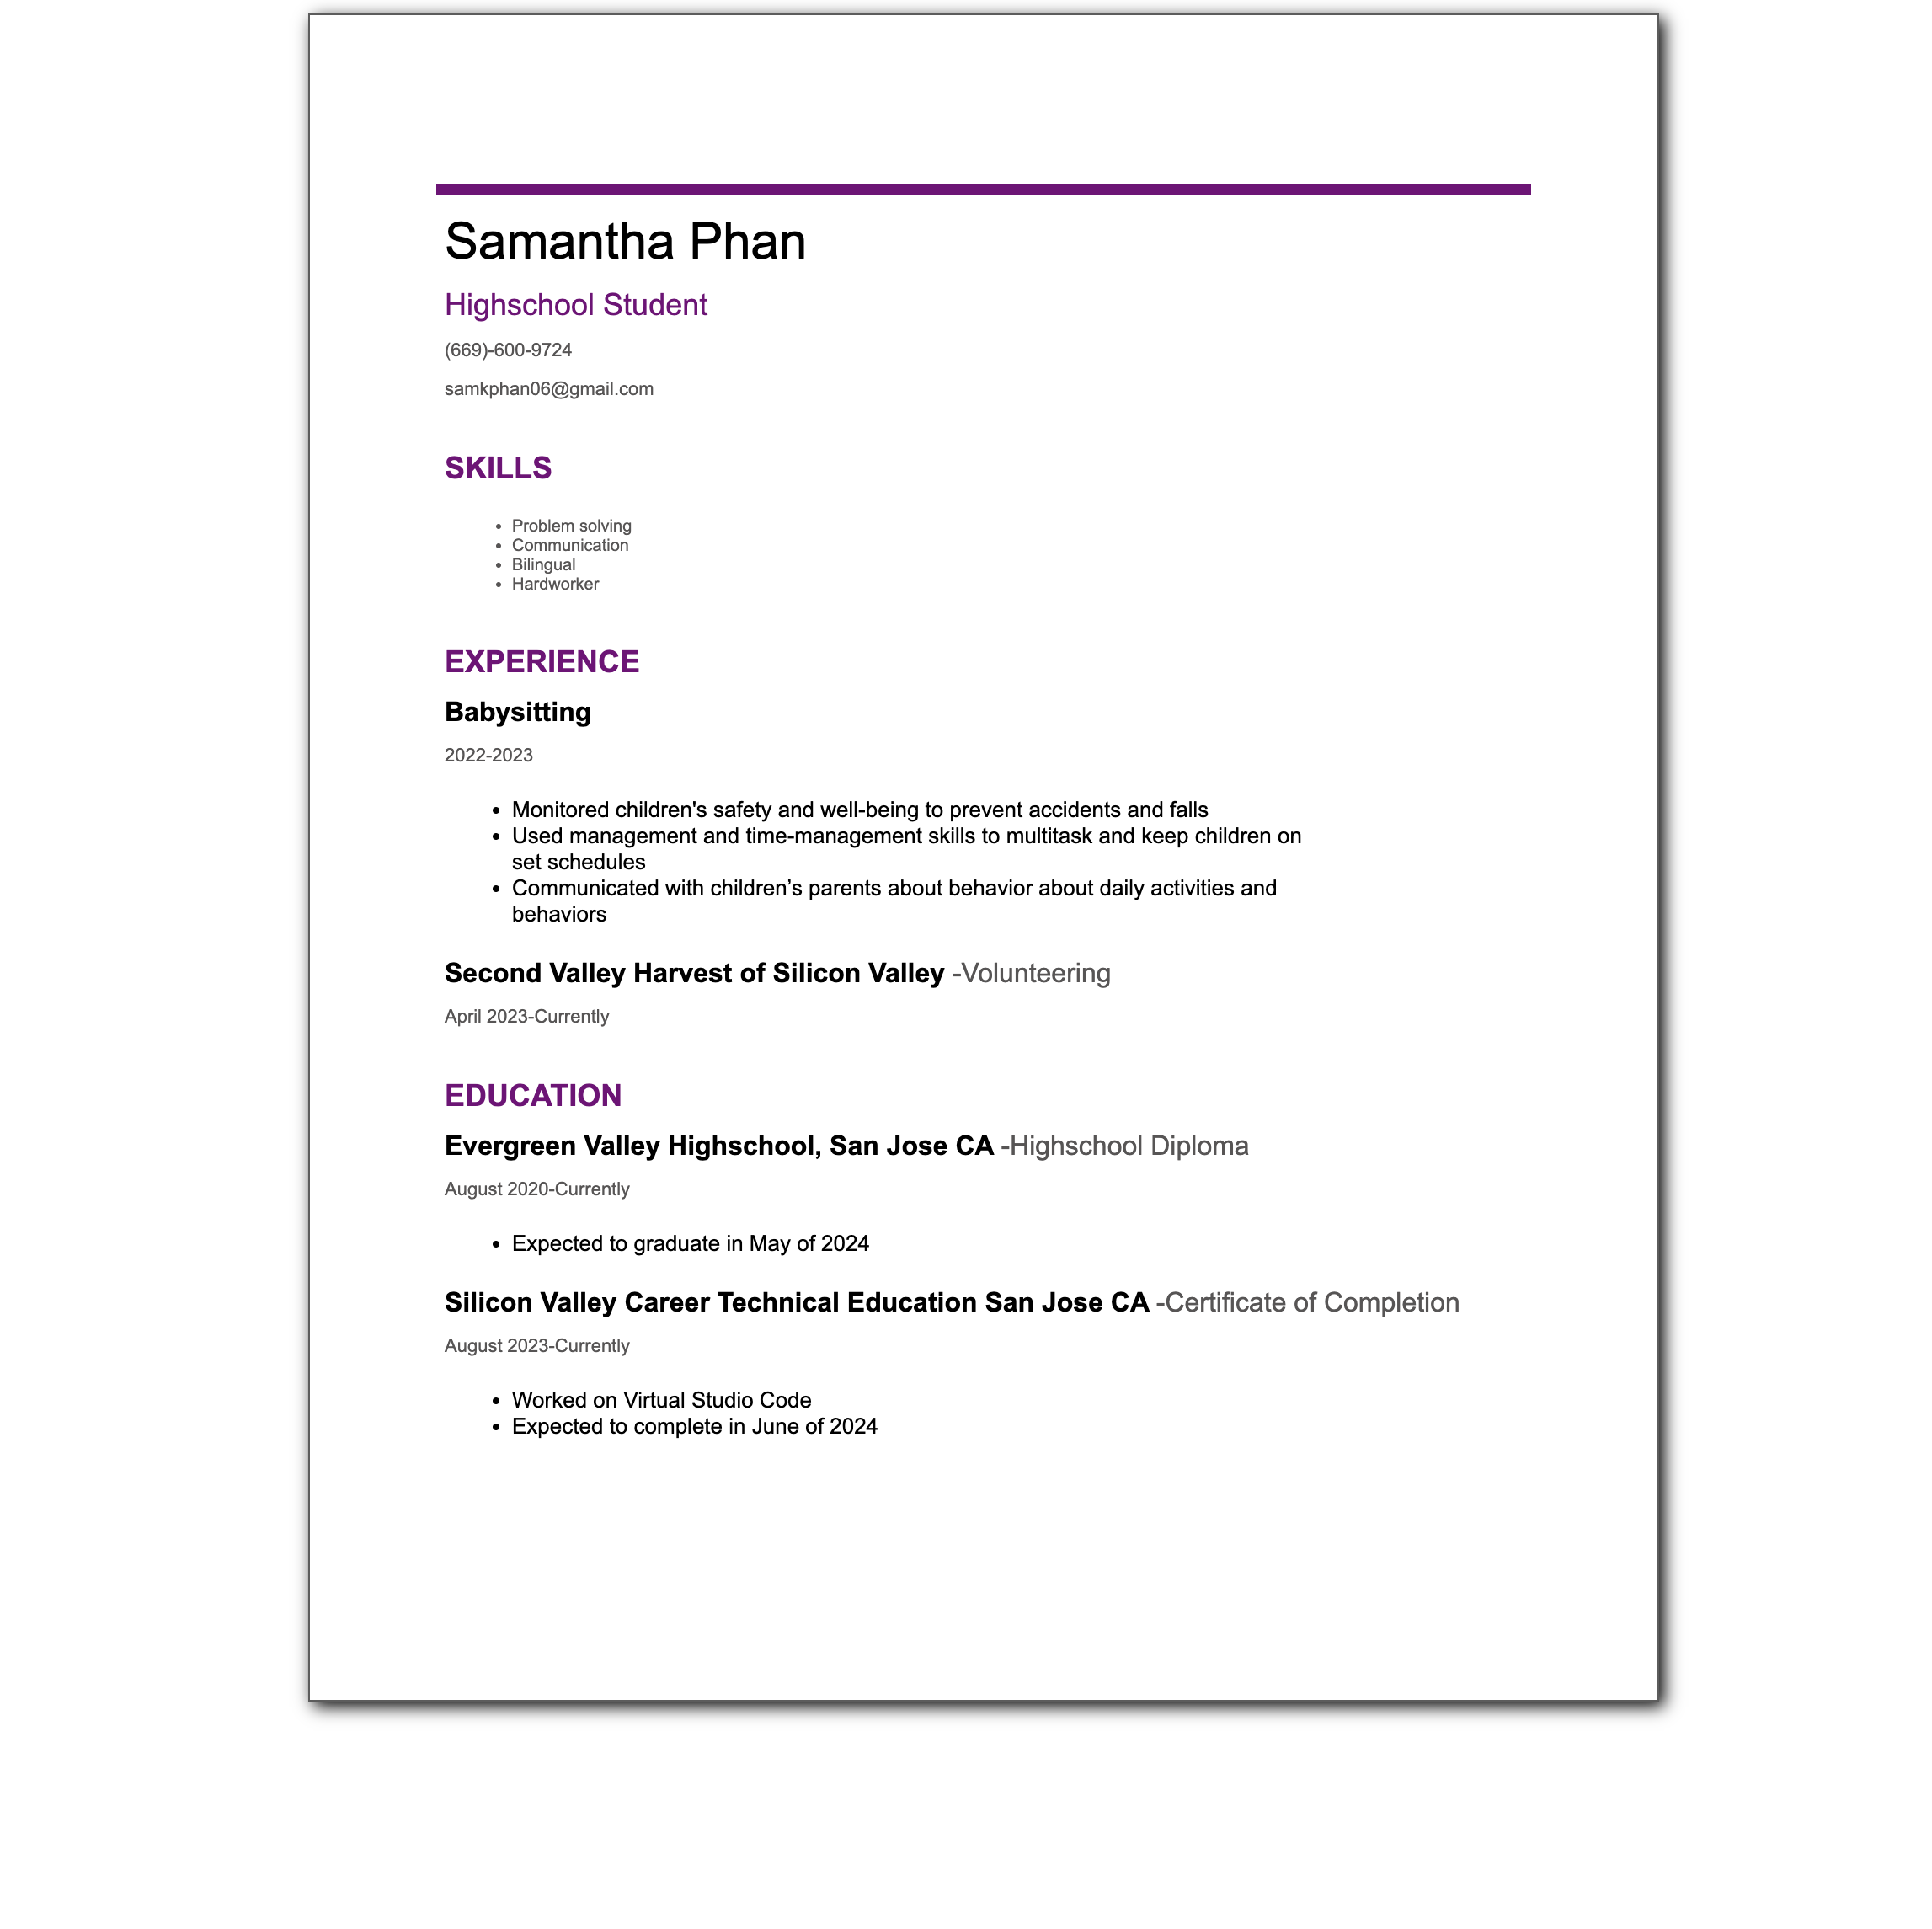 Samantha Phan
Highschool Student
(669)-600-9724
samkphan06@gmail.com
SKILLS
• Problem solving
• Communication
• Bilingual
• Hardworker
EXPERIENCE
Babysitting
2022-2023
• Monitored children's safety and well-being to prevent accidents and falls
• Used management and time-management skills to multitask and keep children on
set schedules
• Communicated with children’s parents about behavior about daily activities and
behaviors
Second Valley Harvest of Silicon Valley -Volunteering
April 2023-Currently
EDUCATION
Evergreen Valley Highschool, San Jose CA -Highschool Diploma
August 2020-Currently
• Expected to graduate in May of 2024
Silicon Valley Career Technical Education San Jose CA -Certificate of Completion
August 2023-Currently
• Worked on Virtual Studio Code
• Expected to complete in June of 2024